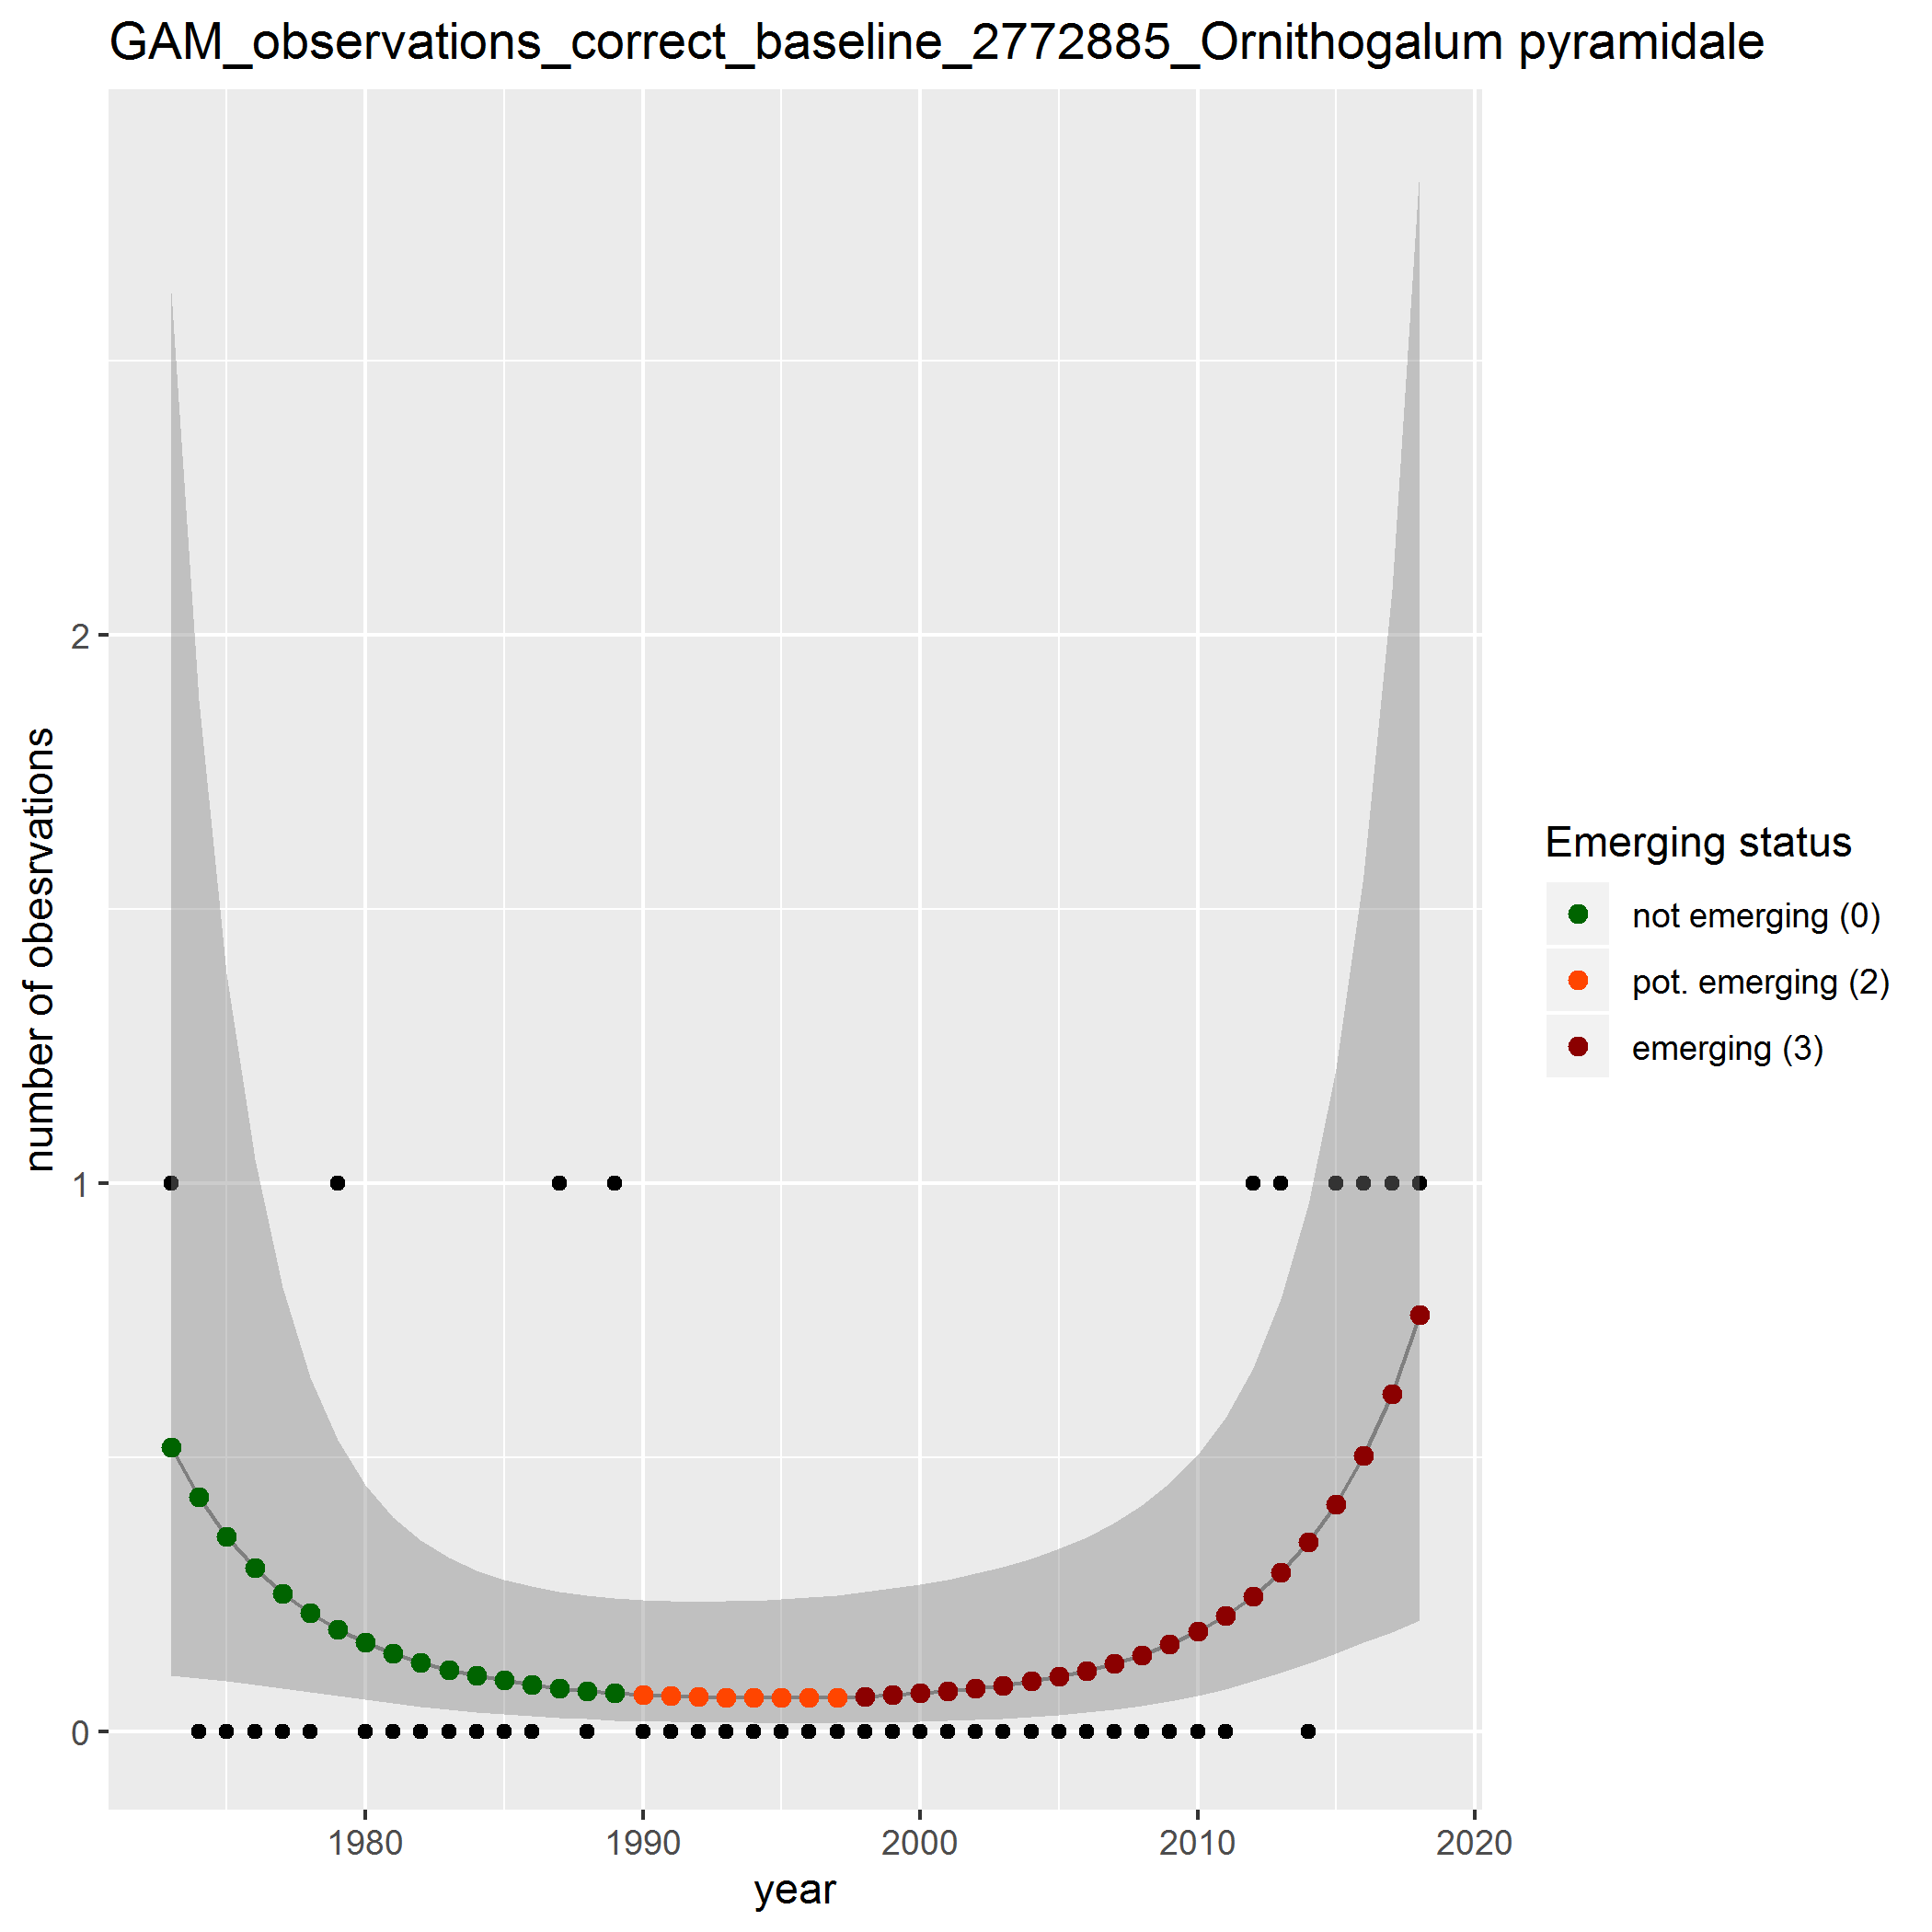 GAM_observations_correct_baseline_2772885_Ornithogalum pyramidale
number of obesrvations
2
1
0
1980
1990
2000
2010
2020
year
Emerging status
not emerging (0)
pot. emerging (2)
emerging (3)